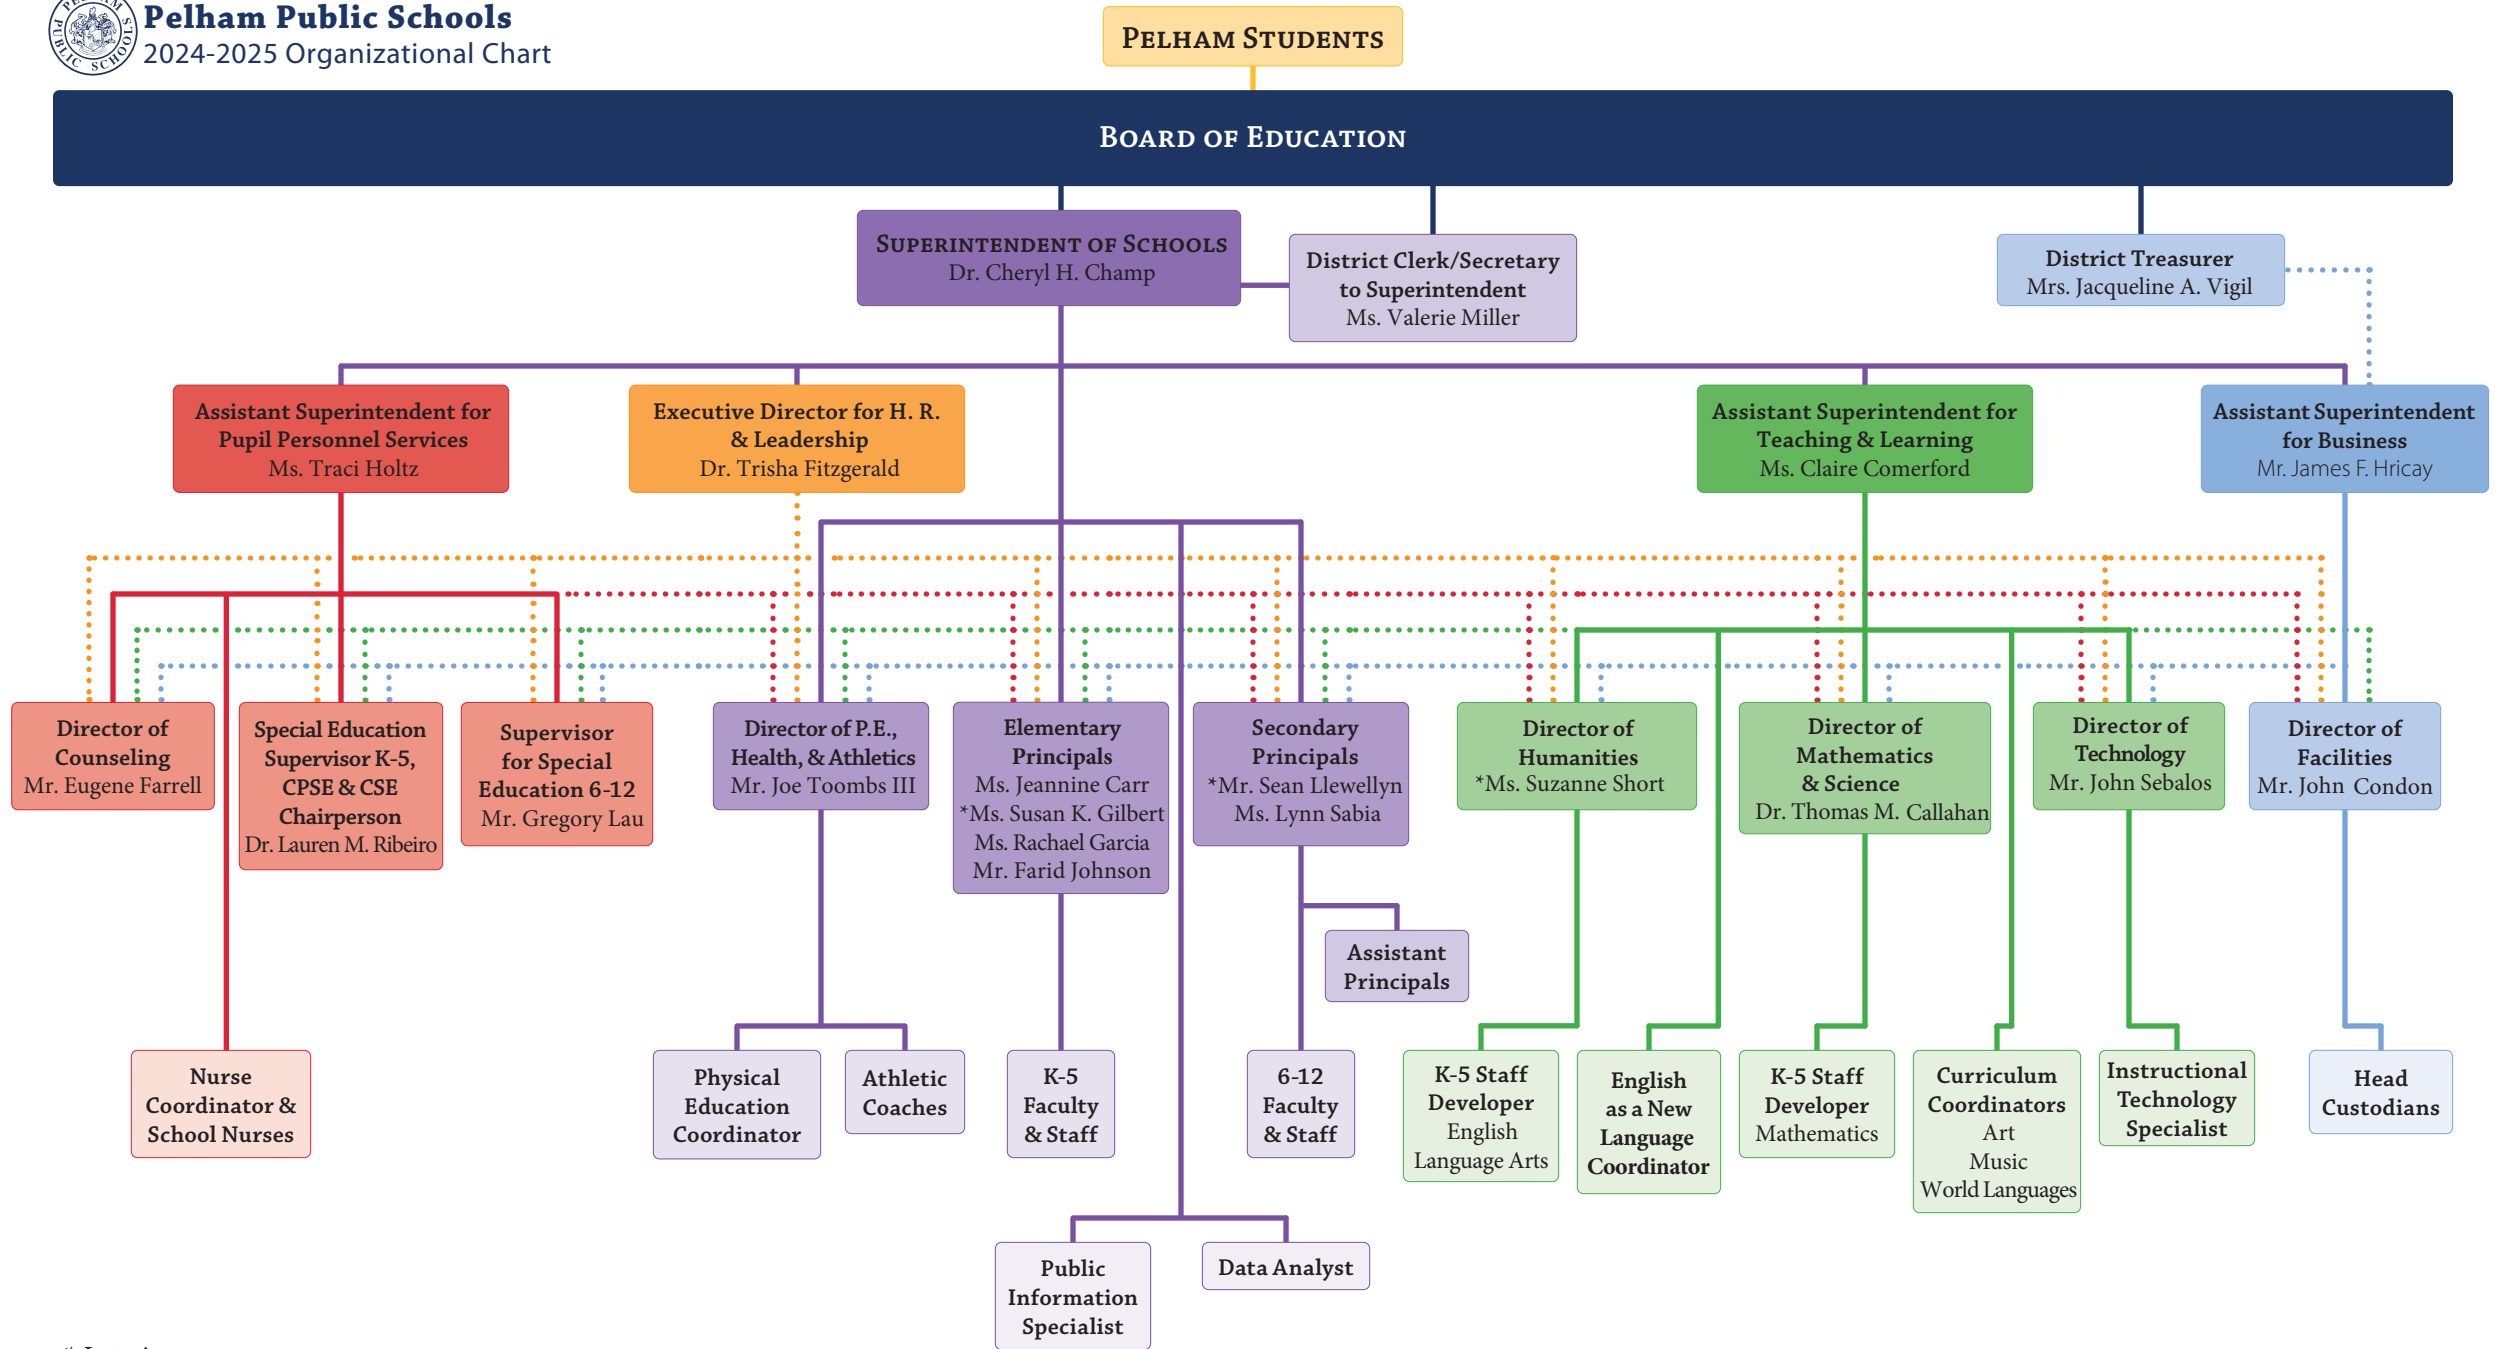 Pelham Public Schools
2024-2025 Organizational Chart
PUBLIC SCHOOLS
Pelham Students
Board of Education
Superintendent of Schools
Dr. Cheryl H. Champ
District Clerk/Secretary
to Superintendent
Ms. Valerie Miller
District Treasurer
Mrs. Jacqueline A. Vigil
Assistant Superintendent for
Pupil Personnel Services
Ms. Traci Holtz
Executive Director for H. R.
& Leadership
Dr. Trisha Fitzgerald
Assistant Superintendent for
Teaching & Learning
Ms. Claire Comerford
Assistant Superintendent
for Business
Mr. James F. Hricay
Director of
Counseling
Mr. Eugene Farrell
Special Education
Supervisor K-5,
CPSE & CSE
Chairperson
Dr. Lauren M. Ribeiro
Supervisor
for Special
Education 6-12
Mr. Gregory Lau
Director of P.E.,
Health, & Athletics
Mr. Joe Toombs III
Elementary
Principals
Ms. Jeannine Carr
*Ms. Susan K. Gilbert
Ms. Rachael Garcia
Mr. Farid Johnson
Secondary
Principals
*Mr. Sean Llewellyn
Ms. Lynn Sabia
Director of
Humanities
*Ms. Suzanne Short
Director of
Mathematics
& Science
Dr. Thomas M. Callahan
Director of
Technology
Mr. John Sebalos
Director of
Facilities
Mr. John Condon
Assistant
Principals
Nurse
Coordinator &
School Nurses
Physical
Education
Coordinator
Athletic
Coaches
K-5
Faculty
& Staff
6-12
Faculty
& Staff
K-5 Staff
Developer
English
Language Arts
English
as a New
Language
Coordinator
K-5 Staff
Developer
Mathematics
Curriculum
Coordinators
Art
Music
World Languages
Instructional
Technology
Specialist
Head
Custodians
Public
Information
Specialist
Data Analyst